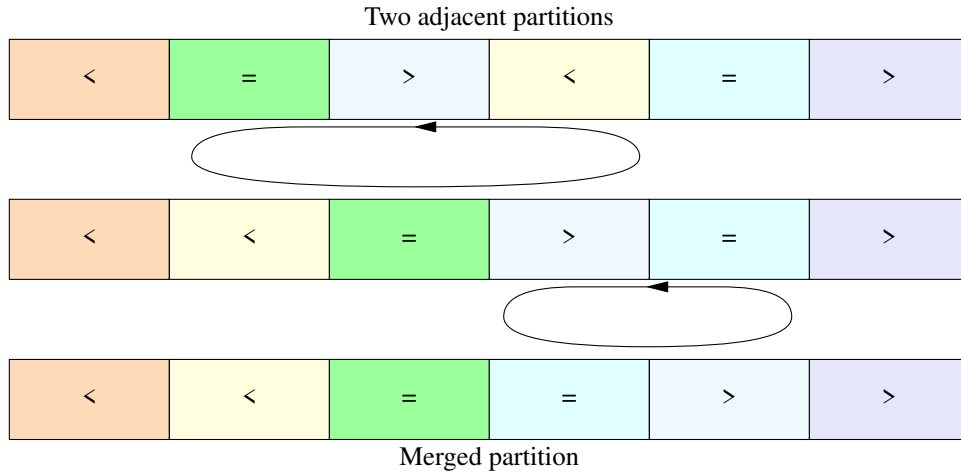 Two adjacent partitions
< = > < = >
< < = > = >
< < = = > >
Merged partition